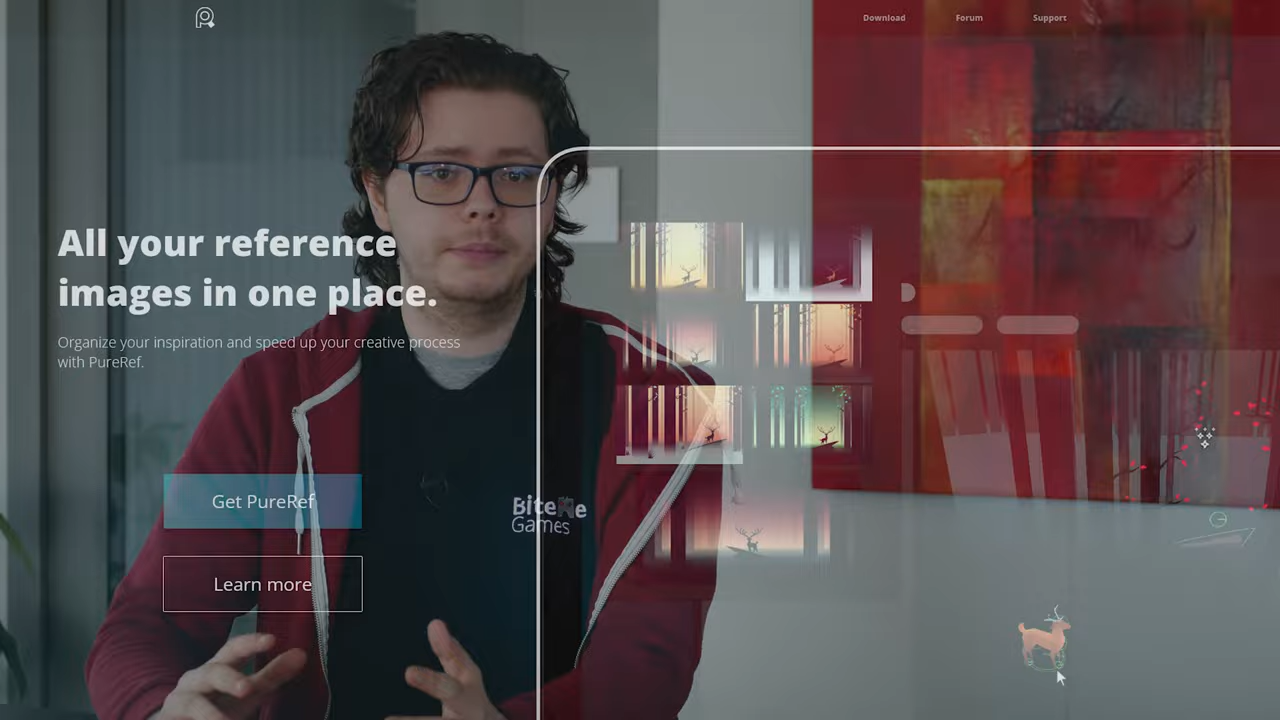 Download
Forum
Support
All your reference
images in one place.
Organize your inspiration and speed up your creative process
with PureRef.
Get PureRef
Learn more
BiteMe
Games